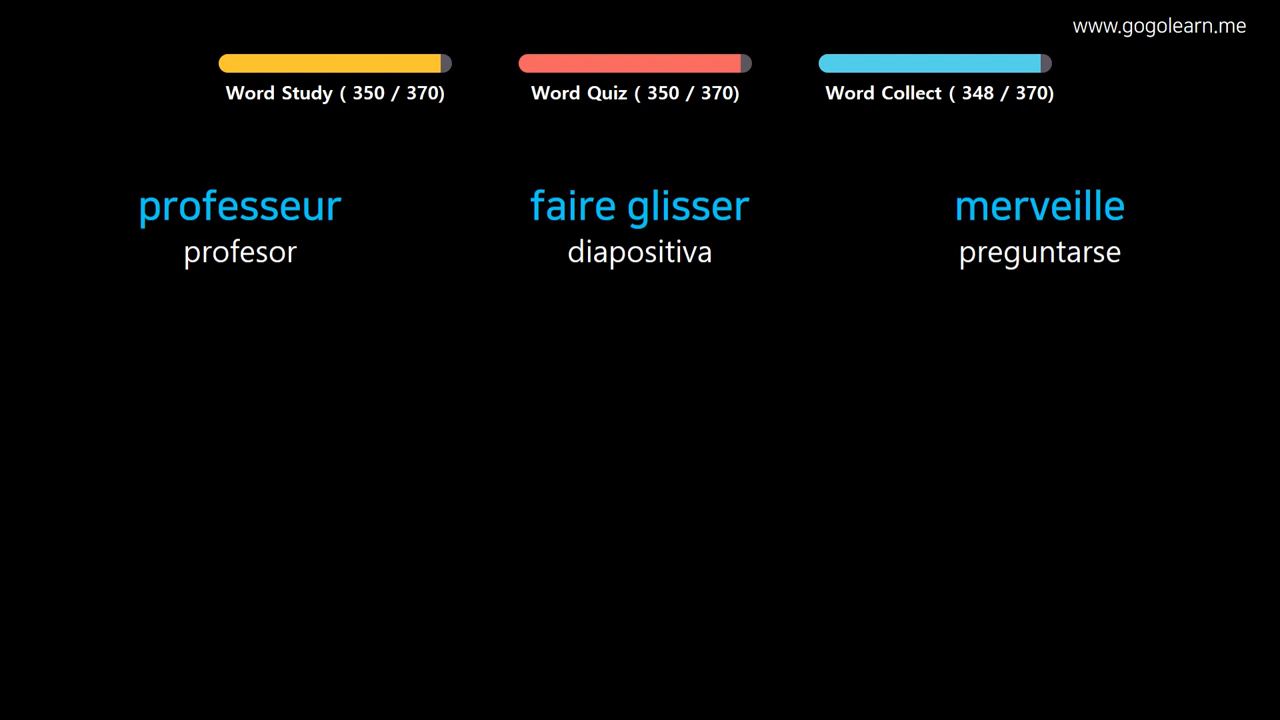 www.gogolearn.me
Word Study ( 350 / 370)
Word Quiz ( 350 / 370)
Word Collect ( 348 / 370)
professeur
profesor
faire glisser
diapositiva
merveille
preguntarse